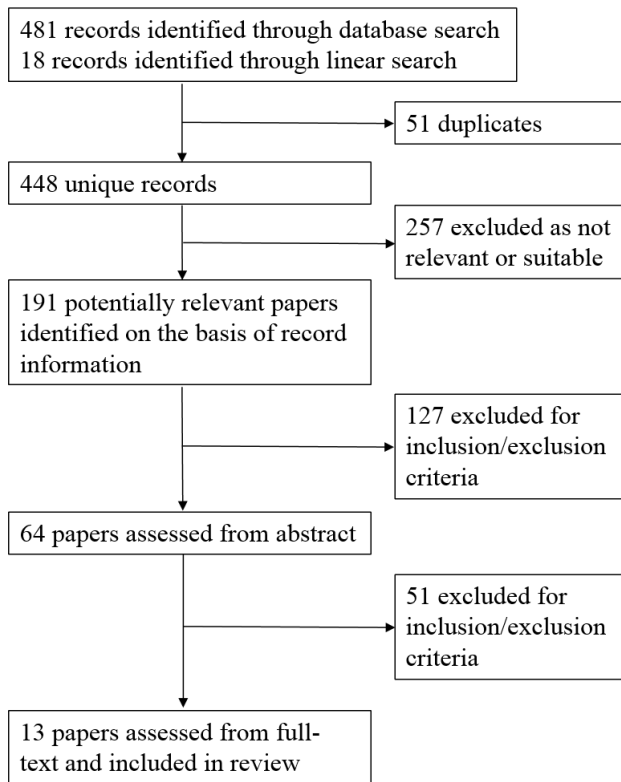 481 records identified through database search
18 records identified through linear search
51 duplicates
448 unique records
257 excluded as not
relevant or suitable
191 potentially relevant papers
identified on the basis of record
information
127 excluded for
inclusion/exclusion
criteria
64 papers assessed from abstract
51 excluded for
inclusion/exclusion
criteria
13 papers assessed from full-
text and included in review